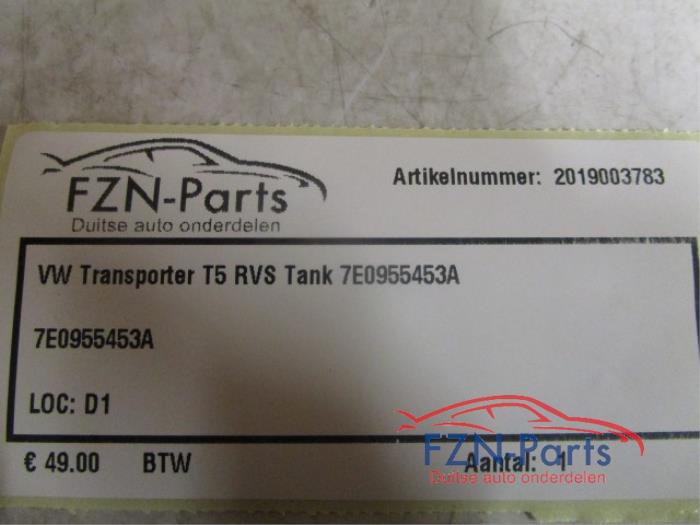 FZN-Parts
Duitse auto onderdelen
Artikelnummer: 2019003783
VW Transporter T5 RVS Tank 7E0955453A
7E0955453A
LOC: D1
€ 49.00 BTW
Aantal: 1
FZN-Parts
Duitse auto onderdelen